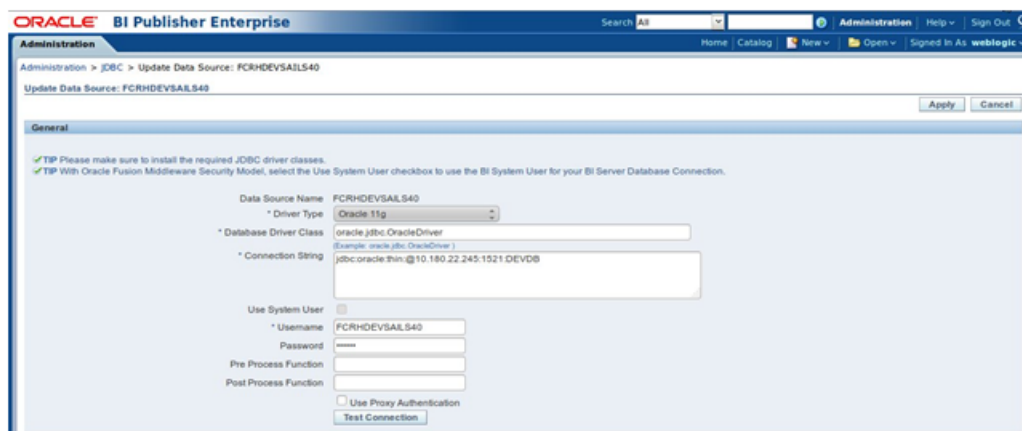 ORACLE BI Publisher Enterprise
Search All
Administration Help Sign Out
Administration
Home Catalog New Open Signed In As weblogic
Administration > JDBC > Update Data Source: FCRHDEVSAILS40
Update Data Source: FCRHDEVSAILS40
Apply Cancel
General
TIP Please make sure to install the required JDBC driver classes.
TIP With Oracle Fusion Middleware Security Model, select the Use System User checkbox to use the BI System User for your BI Server Database Connection.
Data Source Name FCRHDEVSAILS40
* Driver Type Oracle 11g
* Database Driver Class oracle.jdbc.OracleDriver
(Example: oracle.jdbc.OracleDriver )
* Connection String jdbc:oracle:thin:@10.180.22.245:1521:DEVDB
Use System User
* Username FCRHDEVSAILS40
Password
Pre Process Function
Post Process Function
Use Proxy Authentication
Test Connection